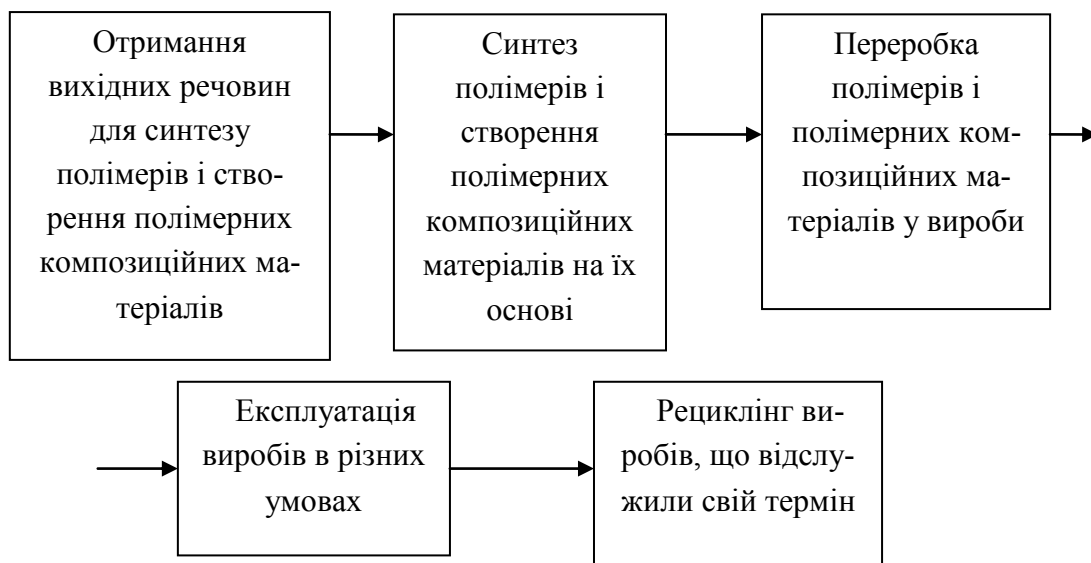 Отримання
вихідних речовин
для синтезу
полімерів і ство-
рення полімерних
композиційних ма-
теріалів
Синтез
полімерів і
створення
полімерних
композиційних
матеріалів на їх
основі
Переробка
полімерів і
полімерних ком-
позиційних ма-
теріалів у вироби
Експлуатація
виробів в різних
умовах
Рециклінг ви-
робів, що відслу-
жили свій термін